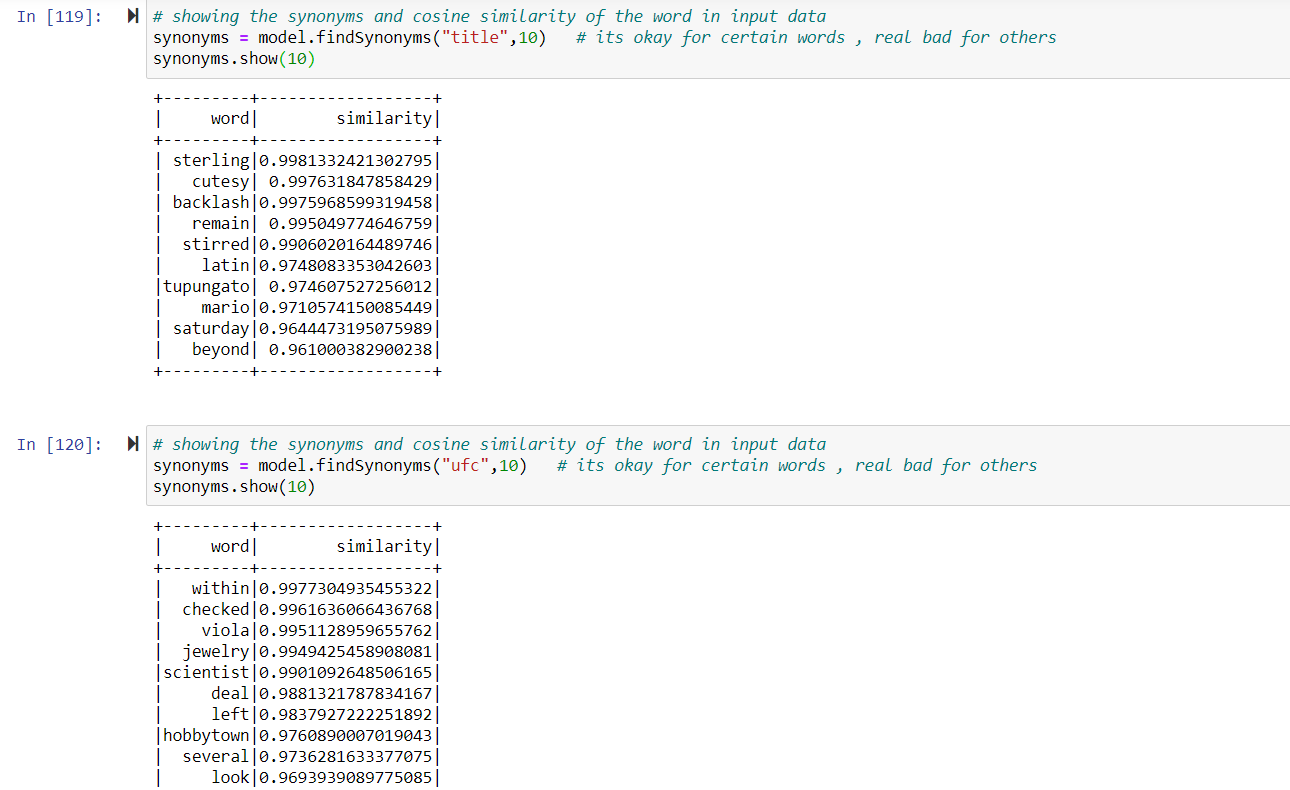 In [119]:
# showing the synonyms and cosine similarity of the word in input data
synonyms = model.findSynonyms("title",10)   # its okay for certain words , real bad for others
synonyms.show(10)
+---------+------------------+
|     word|        similarity|
+---------+------------------+
| sterling|0.9981332421302795|
|   cutesy| 0.997631847858429|
| backlash|0.9975968599319458|
|   remain| 0.995049774646759|
|  stirred|0.9906020164489746|
|    latin|0.9748083353042603|
|tupungato| 0.974607527256012|
|    mario|0.9710574150085449|
| saturday|0.9644473195075989|
|   beyond| 0.961000382900238|
+---------+------------------+
In [120]:
# showing the synonyms and cosine similarity of the word in input data
synonyms = model.findSynonyms("ufc",10)   # its okay for certain words , real bad for others
synonyms.show(10)
+---------+------------------+
|     word|        similarity|
+---------+------------------+
|   within|0.9977304935455322|
|  checked|0.9961636066436768|
|    viola|0.9951128959655762|
|  jewelry|0.9949425458908081|
|scientist|0.9901092648506165|
|     deal|0.9881321787834167|
|     left|0.9837927222251892|
|hobbytown|0.9760890007019043|
|  several|0.9736281633377075|
|     look|0.9693939089775085|